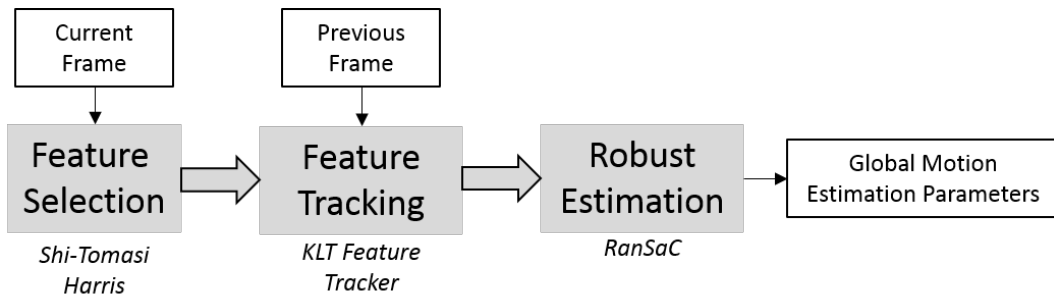 Current
Frame
Previous
Frame
Feature
Selection
Feature
Tracking
Robust
Estimation
Global Motion
Estimation Parameters
Shi-Tomasi
Harris
KLT Feature
Tracker
RanSaC